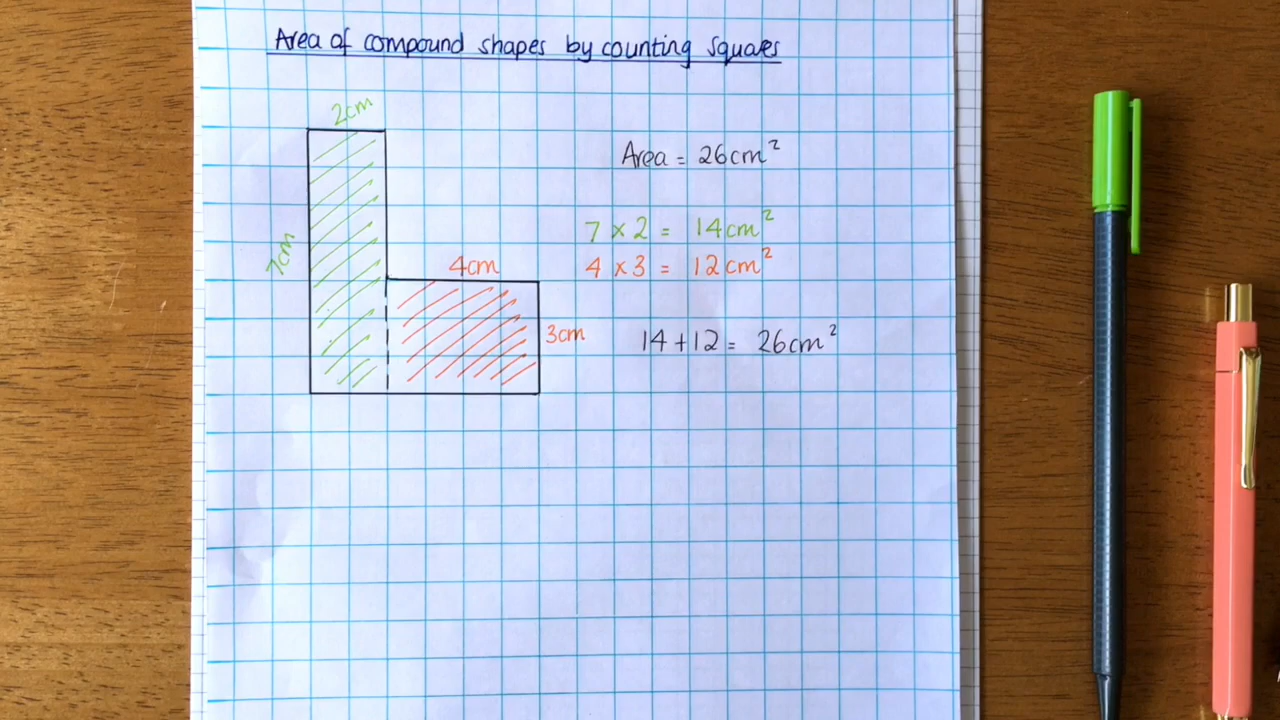 Area of compound shapes by counting squares
2cm
Area = 26cm²
7cm
7 x 2 = 14cm²
4cm
4 x 3 = 12cm²
3cm
14 + 12 = 26cm²